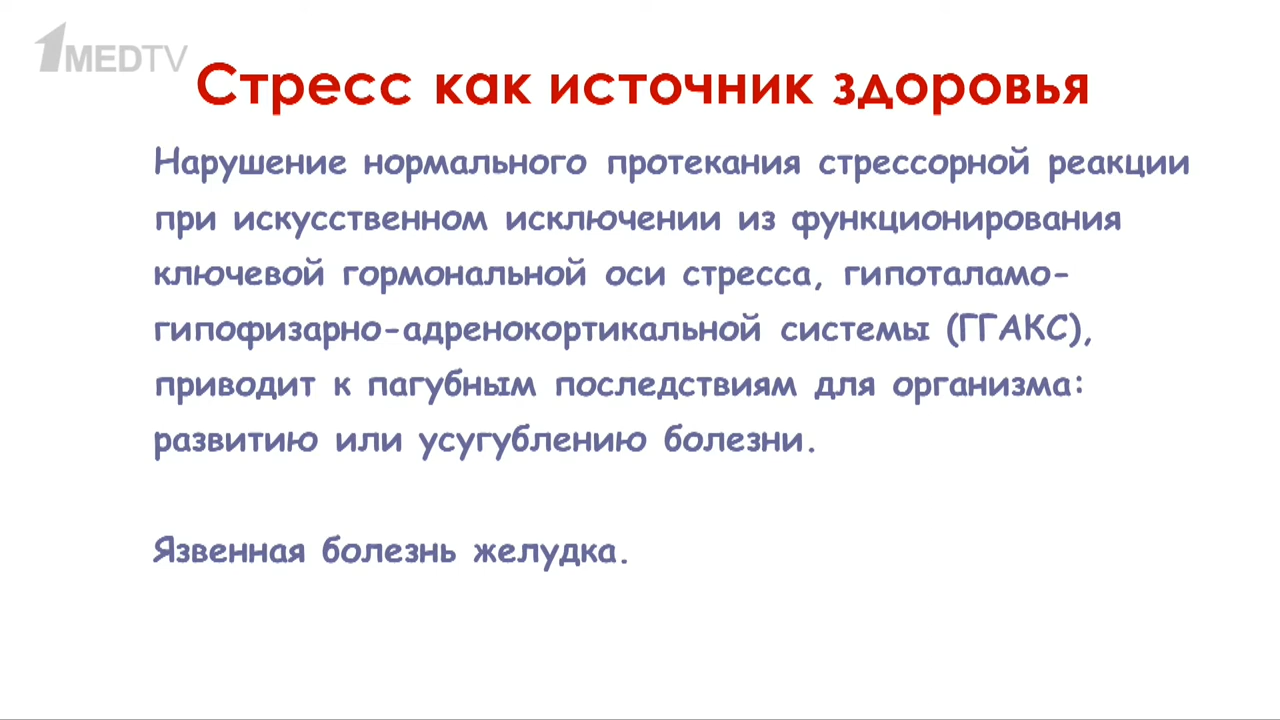 1MEDTV
Стресс как источник здоровья
Нарушение нормального протекания стрессорной реакции
при искусственном исключении из функционирования
ключевой гормональной оси стресса, гипоталамо-
гипофизарно-адренокортикальной системы (ГГАКС),
приводит к пагубным последствиям для организма:
развитию или усугублению болезни.
Язвенная болезнь желудка.